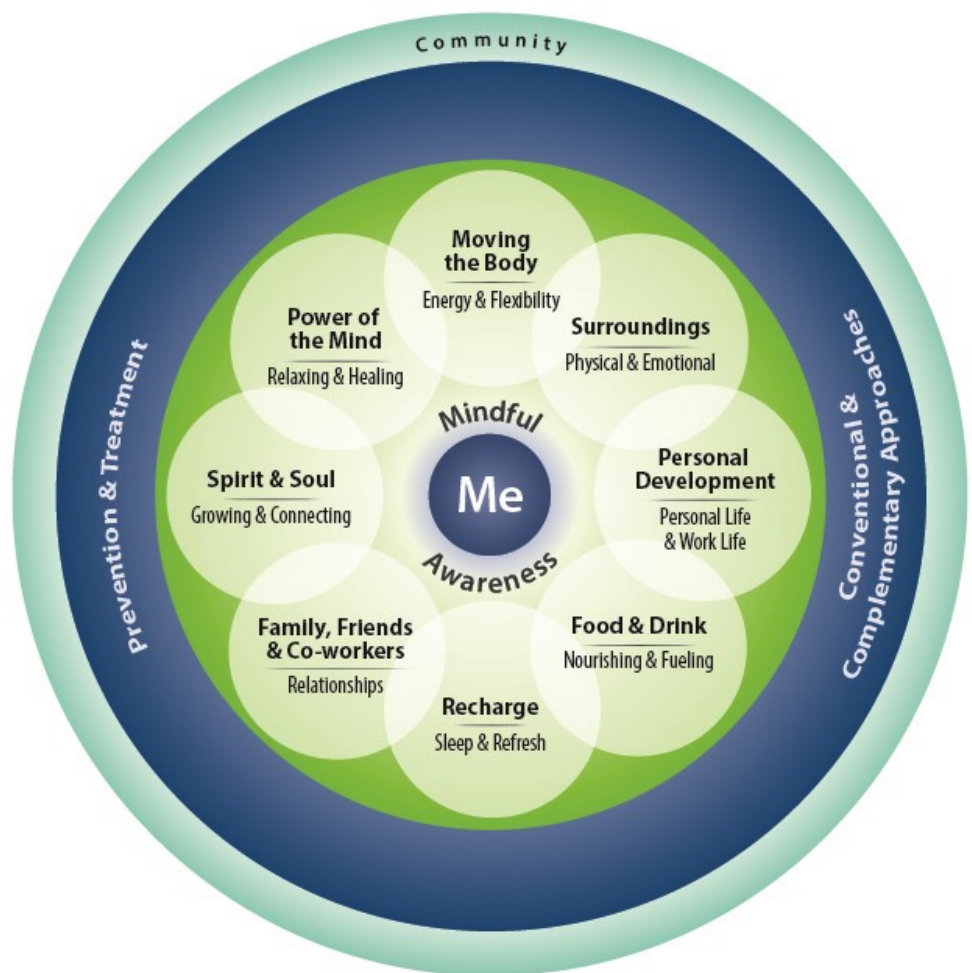 Community
Moving
the Body
Energy & Flexibility
Surroundings
Physical & Emotional
Personal
Development
Personal Life
& Work Life
Food & Drink
Nourishing & Fueling
Recharge
Sleep & Refresh
Family, Friends
& Co-workers
Relationships
Spirit & Soul
Growing & Connecting
Power of
the Mind
Relaxing & Healing
Mindful
Me
Awareness
Prevention & Treatment
Conventional &
Complementary Approaches